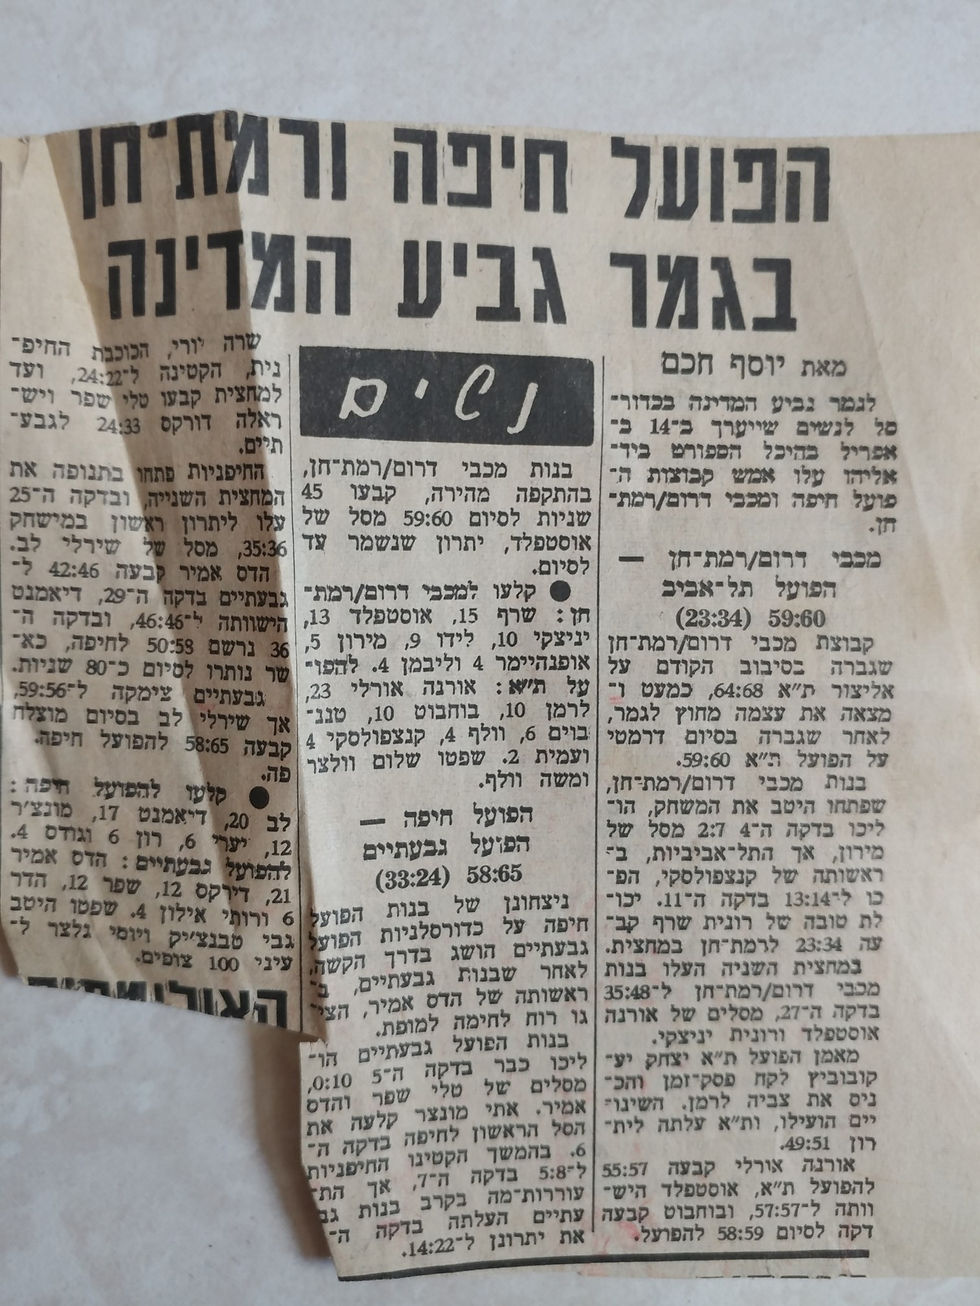 הפועל חיפה ורמת־חן
בגמר גביע המדינה
מאת יוסף חכם
לגמר גביע המדינה בכדור־
סל לנשים שייערך ב־14 ב־
אפריל בהיכל הספורט ביד־
אליהו עלו אמש קבוצות ה־
פועל חיפה ומכבי דרום/רמת־
חן.
מכבי דרום/רמת־חן —
הפועל תל־אביב
59:60 (23:34)
קבוצת מכבי דרום/רמת־חן
שגברה בסיבוב הקודם על
אליצור ת״א 64:68, כמעט ו־
מצאה את עצמה מחוץ לגמר,
לאחר שגברה בסיום דרמטי
על הפועל ת״א 59:60.
בנות מכבי דרום/רמת־חן,
שפתחו היטב את המשחק, הו־
ליכו בדקה ה־4 2:7 מסל של
מירון, אך התל־אביביות, ב־
ראשותה של קנצפולסקי, הפ־
כו ל־13:14 בדקה ה־11. יכו־
לת טובה של רונית שרף קב־
עה 23:34 לרמת־חן במחצית.
במחצית השניה העלו בנות
מכבי דרום/רמת־חן ל־35:48
בדקה ה־27, מסלים של אורנה
אוסטפלד ורונית יניצקי.
מאמן הפועל ת״א יצחק יע־
קובוביץ לקח פסק־זמן והכ־
ניס את צביה לרמן. השינו־
יים הועילו, ות״א עלתה לית־
רון 49:51.
אורנה אורלי קבעה 55:57
להפועל ת״א, אוסטפלד היש־
וותה ל־57:57, ובוחבוט קבעה
דקה לסיום 58:59 להפועל.
נשים
בנות מכבי דרום/רמת־חן,
בהתקפה מהירה, קבעו 45
שניות לסיום 59:60 מסל של
אוסטפלד, יתרון שנשמר עד
לסיום.
● קלעו למכבי דרום/רמת־
חן: שרף 15, אוסטפלד 13,
יניצקי 10, לידו 9, מירון 5,
אופנהיימר 4 וליבמן 4. להפו־
על ת״א: אורנה אורלי 23,
לרמן 10, בוחבוט 10, טננ־
בוים 6, וולף 4, קנצפולסקי 4
ועמית 2. שפטו שלום וולצר
ומשה וולף.
הפועל חיפה —
הפועל גבעתיים
58:65 (33:24)
ניצחונן של בנות הפועל
חיפה על כדורסלניות הפועל
גבעתיים הושג בדרך הקשה,
לאחר שבנות גבעתיים, ב־
ראשותה של הדס אמיר, הצי־
גו רוח לחימה למופת.
בנות הפועל גבעתיים הו־
ליכו כבר בדקה ה־5 0:10,
מסלים של טלי שפר והדס
אמיר. אתי מונצר קלעה את
הסל הראשון לחיפה בדקה ה־
6. בהמשך הקטינו החיפניות
ל־5:8 בדקה ה־7, אך הת־
עוררות־מה בקרב בנות גב
עתיים העלתה בדקה ה־
את יתרונן ל־14:22.
שרה יורי, הכוכבת החיפ־
נית, הקטינה ל־24:22, ועד
למחצית קבעו טלי שפר ויש־
ראלה דורקס 24:33 לגבע־
תיים.
החיפניות פתחו בתנופה את
המחצית השנייה, ובדקה ה־25
עלו ליתרון ראשון במישחק
35:36, מסל של שירלי לב.
הדס אמיר קבעה 42:46 ל־
גבעתיים בדקה ה־29, דיאמנט
הישוותה ל־46:46, ובדקה ה־
36 נרשם 50:58 לחיפה, כא־
שר נותרו לסיום כ־80 שניות.
גבעתיים צימקה ל־59:56,
אך שירלי לב בסיום מוצלח
קבעה 58:65 להפועל חיפה.
פה.
● קלעו להפועל חיפה:
לב 20, דיאמנט 17, מונצ׳ר
12, יערי 6, רון 6 וגודס 4.
להפועל גבעתיים: הדס אמיר
21, דירקס 12, שפר 12, הדר
6 ורותי אילון 4. שפטו היטב
גבי טבנצ׳יק ויוסי גלצר ל־
עיני 100 צופים.